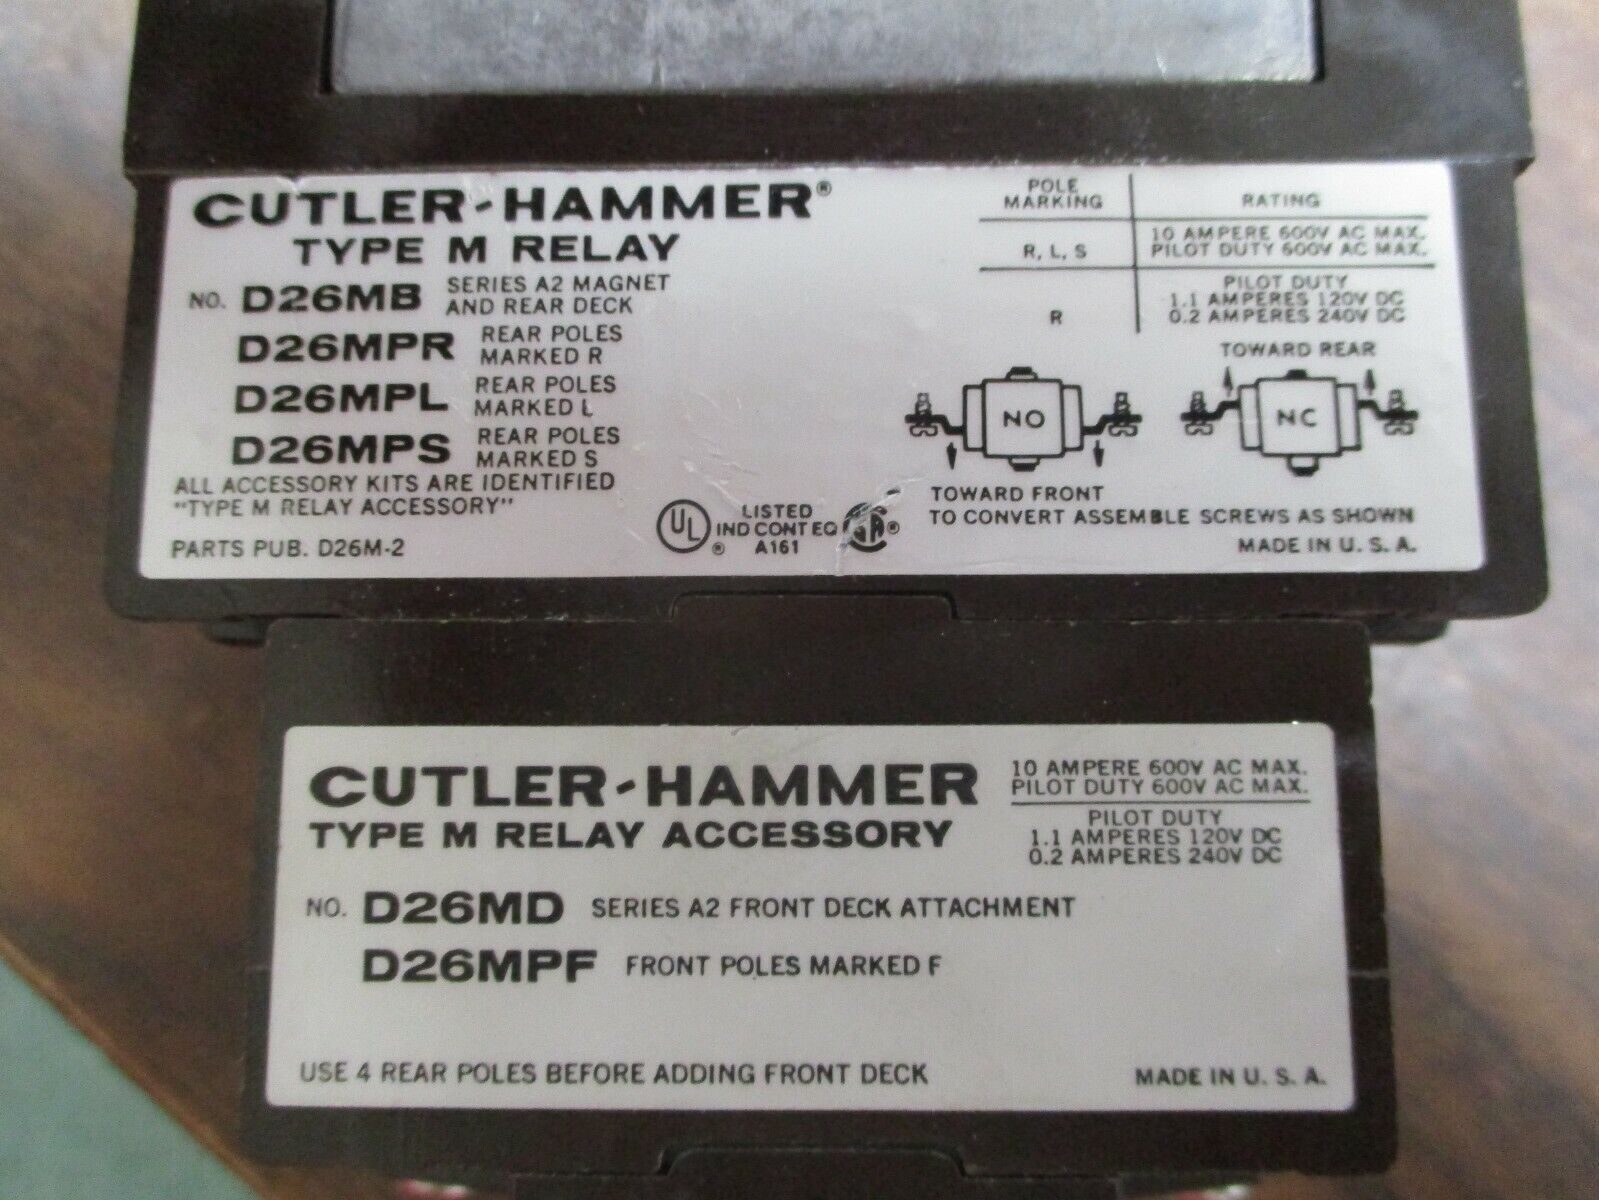 CUTLER-HAMMER®
TYPE M RELAY
NO. D26MB SERIES A2 MAGNET
AND REAR DECK
D26MPR REAR POLES
MARKED R
D26MPL REAR POLES
MARKED L
D26MPS REAR POLES
MARKED S
ALL ACCESSORY KITS ARE IDENTIFIED
"TYPE M RELAY ACCESSORY"
PARTS PUB. D26M-2
UL ®
LISTED
IND CONT EQ
A161
SA ®
POLE
MARKING
RATING
R, L, S
10 AMPERE 600V AC MAX.
PILOT DUTY 600V AC MAX.
R
PILOT DUTY
1.1 AMPERES 120V DC
0.2 AMPERES 240V DC
TOWARD REAR
NO
NC
TOWARD FRONT
TO CONVERT ASSEMBLE SCREWS AS SHOWN
MADE IN U. S. A.
CUTLER-HAMMER
TYPE M RELAY ACCESSORY
10 AMPERE 600V AC MAX.
PILOT DUTY 600V AC MAX.
PILOT DUTY
1.1 AMPERES 120V DC
0.2 AMPERES 240V DC
NO. D26MD SERIES A2 FRONT DECK ATTACHMENT
D26MPF FRONT POLES MARKED F
USE 4 REAR POLES BEFORE ADDING FRONT DECK
MADE IN U. S. A.